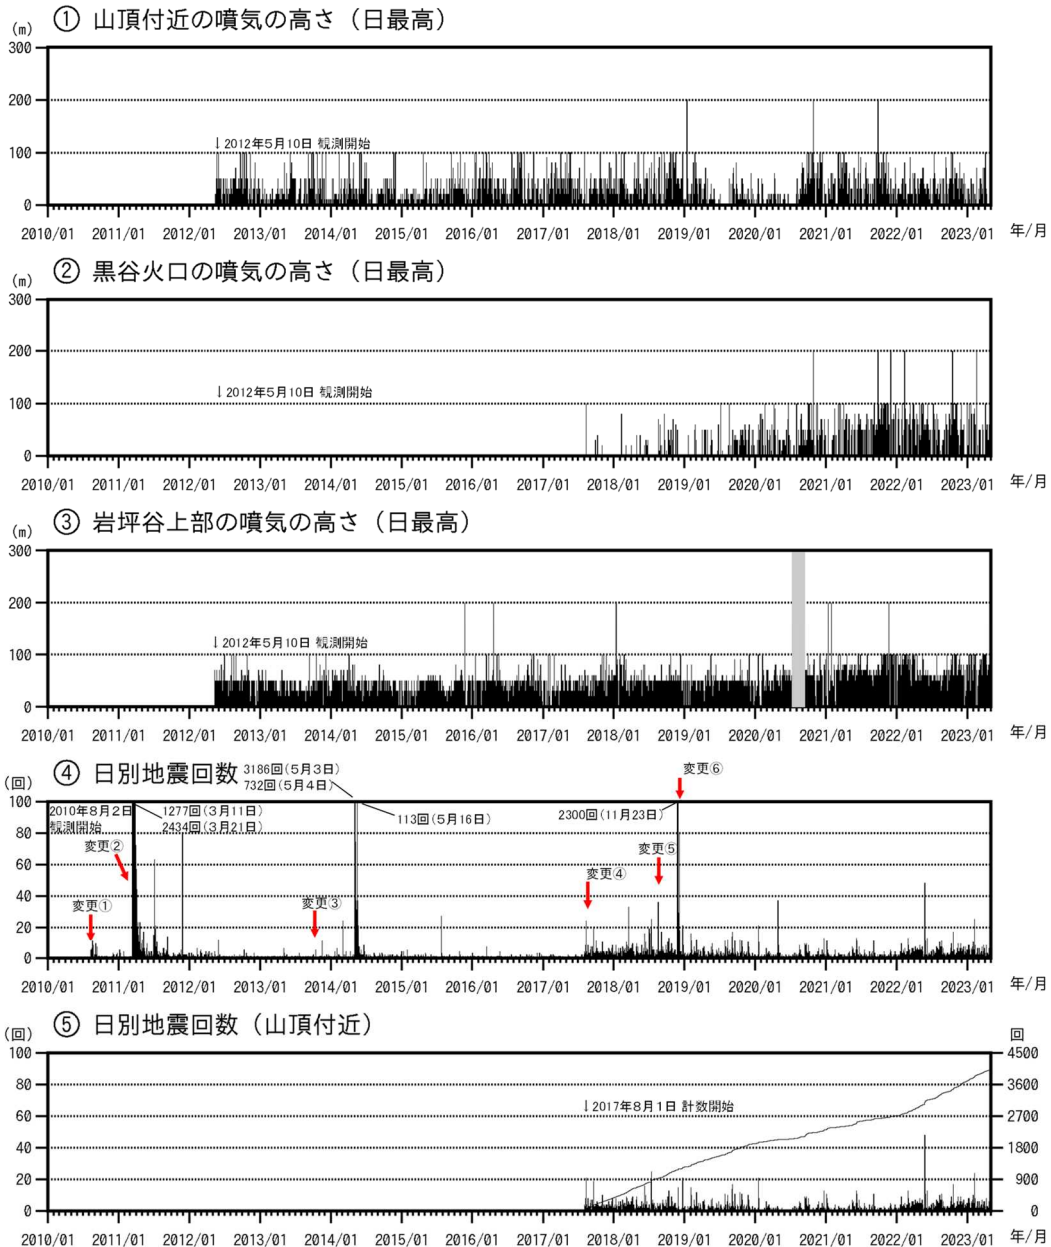 ① 山頂付近の噴気の高さ（日最高）
(m)
300
200
↓2012年5月10日 観測開始
100
0
2010/01 2011/01 2012/01 2013/01 2014/01 2015/01 2016/01 2017/01 2018/01 2019/01 2020/01 2021/01 2022/01 2023/01 年/月
② 黒谷火口の噴気の高さ（日最高）
(m)
300
200
↓2012年5月10日 観測開始
100
0
2010/01 2011/01 2012/01 2013/01 2014/01 2015/01 2016/01 2017/01 2018/01 2019/01 2020/01 2021/01 2022/01 2023/01 年/月
③ 岩坪谷上部の噴気の高さ（日最高）
(m)
300
200
↓2012年5月10日 観測開始
100
0
2010/01 2011/01 2012/01 2013/01 2014/01 2015/01 2016/01 2017/01 2018/01 2019/01 2020/01 2021/01 2022/01 2023/01 年/月
④ 日別地震回数
(回)
3186回(5月3日)
732回(5月4日)
変更⑥
100
2010年8月2日
観測開始
1277回(3月11日)
2434回(3月21日)
113回(5月16日)
2300回(11月23日)
80
変更②
変更⑤
60
変更④
40
変更①
変更③
20
0
2010/01 2011/01 2012/01 2013/01 2014/01 2015/01 2016/01 2017/01 2018/01 2019/01 2020/01 2021/01 2022/01 2023/01 年/月
⑤ 日別地震回数（山頂付近）
(回)
回
100 4500
80 3600
↓2017年8月1日 計数開始
60 2700
40 1800
20 900
0 0
2010/01 2011/01 2012/01 2013/01 2014/01 2015/01 2016/01 2017/01 2018/01 2019/01 2020/01 2021/01 2022/01 2023/01 年/月